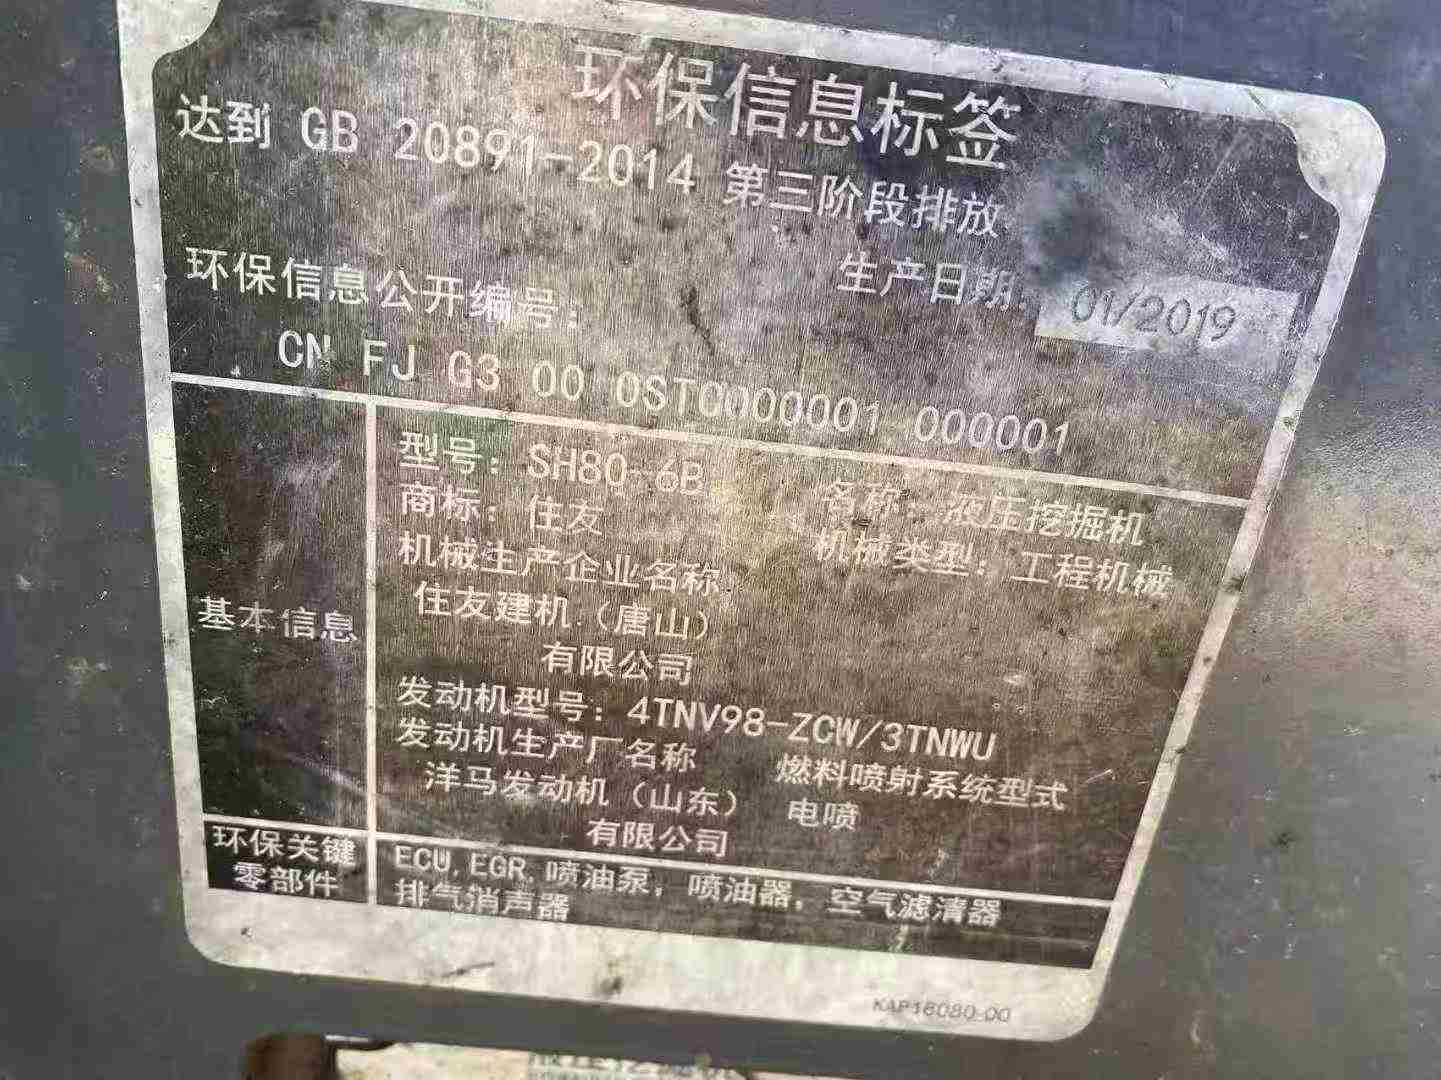 环保信息标签
达到 GB 20891-2014 第三阶段排放
生产日期: 01/2019
环保信息公开编号:
CN FJ G3 00 0ST0000001 000001
型号: SH80-6B 名称: 液压挖掘机
商标: 住友 机械类型: 工程机械
机械生产企业名称
住友建机(唐山)
有限公司
基本信息
发动机型号: 4TNV98-ZCW/3TNWU
发动机生产厂名称 燃料喷射系统型式
洋马发动机(山东) 电喷
有限公司
环保关键
零部件
ECU,EGR,喷油泵, 喷油器, 空气滤清器
排气消声器
KAP16080-00